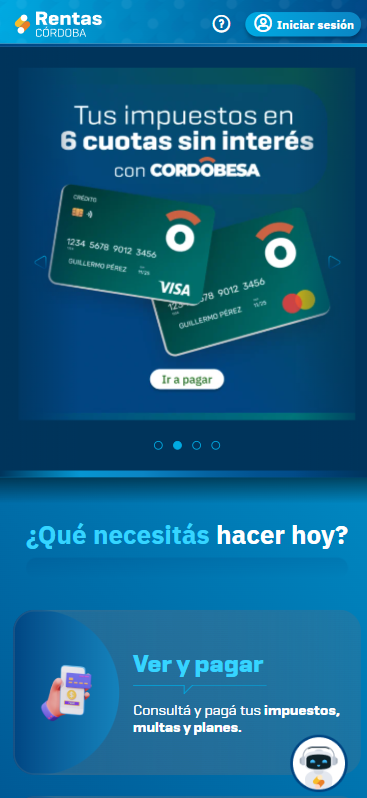 Rentas
CÓRDOBA
?
Iniciar sesión
Tus impuestos en
6 cuotas sin interés
con CORDOBESA
CRÉDITO
1234 5678 9012 3456
11/25
GUILLERMO PÉREZ
VISA
78 9012 3456
11/25
GUILLERMO PÉREZ
Ir a pagar
¿Qué necesitás hacer hoy?
Ver y pagar
Consultá y pagá tus impuestos,
multas y planes.